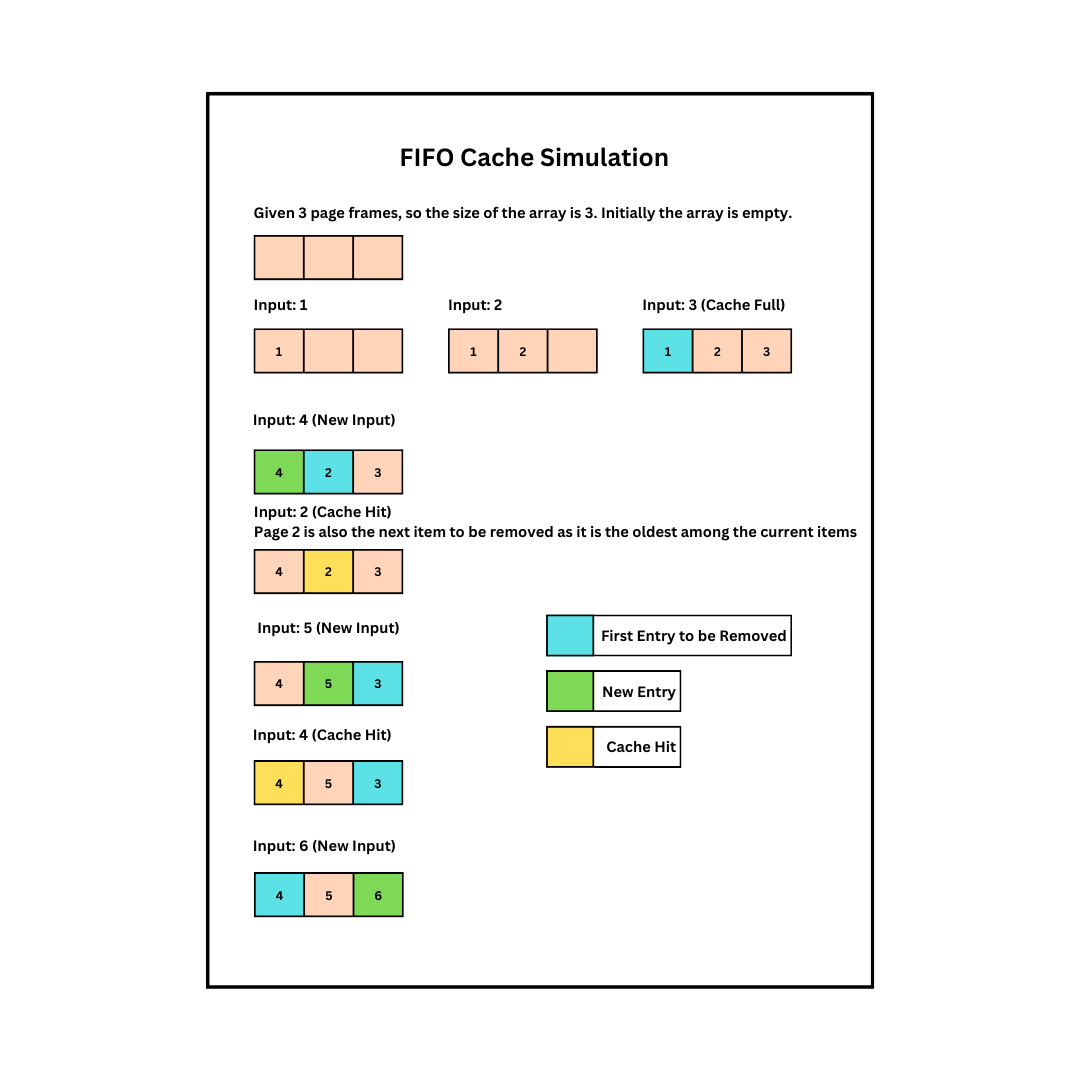 FIFO Cache Simulation
Given 3 page frames, so the size of the array is 3. Initially the array is empty.
Input: 1
Input: 2
Input: 3 (Cache Full)
1
1 2
1 2 3
Input: 4 (New Input)
4 2 3
Input: 2 (Cache Hit)
Page 2 is also the next item to be removed as it is the oldest among the current items
4 2 3
Input: 5 (New Input)
4 5 3
Input: 4 (Cache Hit)
4 5 3
Input: 6 (New Input)
4 5 6
First Entry to be Removed
New Entry
Cache Hit